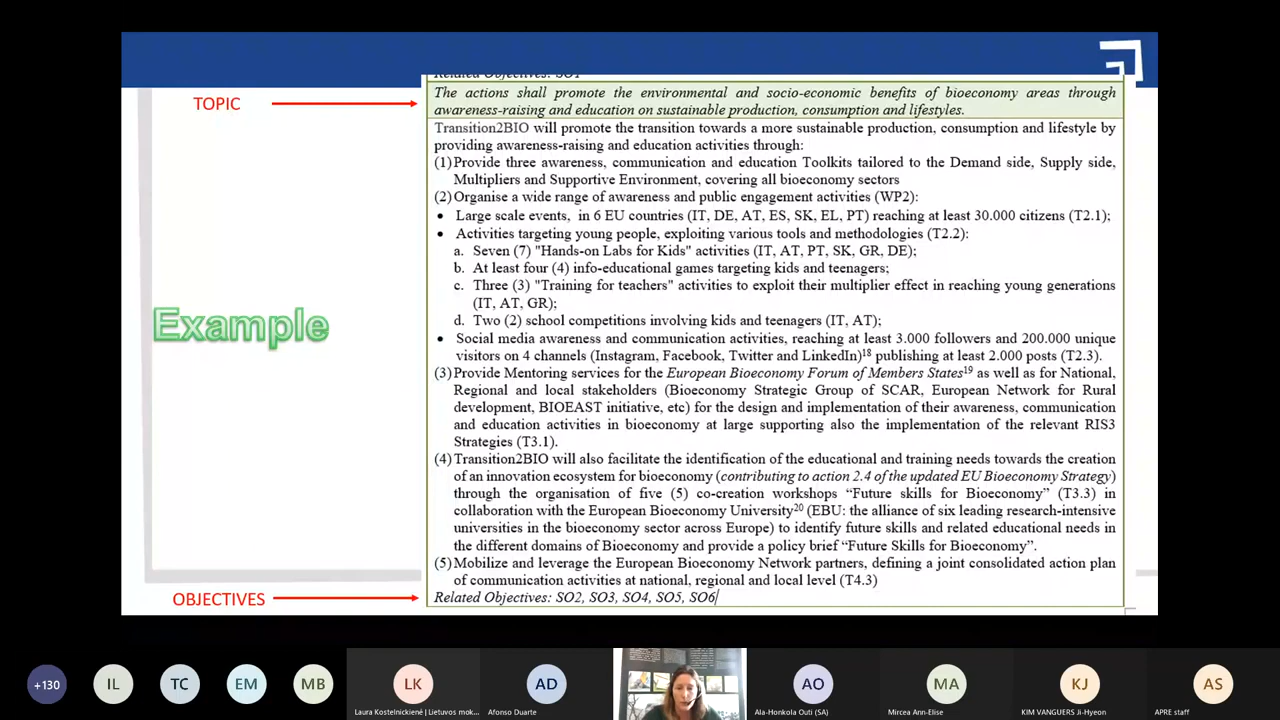 Related Objectives: SO1
TOPIC
The actions shall promote the environmental and socio-economic benefits of bioeconomy areas through
awareness-raising and education on sustainable production, consumption and lifestyles.
Transition2BIO will promote the transition towards a more sustainable production, consumption and lifestyle by
providing awareness-raising and education activities through:
(1) Provide three awareness, communication and education Toolkits tailored to the Demand side, Supply side,
Multipliers and Supportive Environment, covering all bioeconomy sectors
(2) Organise a wide range of awareness and public engagement activities (WP2):
• Large scale events, in 6 EU countries (IT, DE, AT, ES, SK, EL, PT) reaching at least 30.000 citizens (T2.1);
• Activities targeting young people, exploiting various tools and methodologies (T2.2):
a. Seven (7) "Hands-on Labs for Kids" activities (IT, AT, PT, SK, GR, DE);
b. At least four (4) info-educational games targeting kids and teenagers;
c. Three (3) "Training for teachers" activities to exploit their multiplier effect in reaching young generations
(IT, AT, GR);
d. Two (2) school competitions involving kids and teenagers (IT, AT);
Example
• Social media awareness and communication activities, reaching at least 3.000 followers and 200.000 unique
visitors on 4 channels (Instagram, Facebook, Twitter and LinkedIn)18 publishing at least 2.000 posts (T2.3).
(3) Provide Mentoring services for the European Bioeconomy Forum of Members States19 as well as for National,
Regional and local stakeholders (Bioeconomy Strategic Group of SCAR, European Network for Rural
development, BIOEAST initiative, etc) for the design and implementation of their awareness, communication
and education activities in bioeconomy at large supporting also the implementation of the relevant RIS3
Strategies (T3.1).
(4) Transition2BIO will also facilitate the identification of the educational and training needs towards the creation
of an innovation ecosystem for bioeconomy (contributing to action 2.4 of the updated EU Bioeconomy Strategy)
through the organisation of five (5) co-creation workshops “Future skills for Bioeconomy” (T3.3) in
collaboration with the European Bioeconomy University20 (EBU: the alliance of six leading research-intensive
universities in the bioeconomy sector across Europe) to identify future skills and related educational needs in
the different domains of Bioeconomy and provide a policy brief “Future Skills for Bioeconomy”.
(5) Mobilize and leverage the European Bioeconomy Network partners, defining a joint consolidated action plan
of communication activities at national, regional and local level (T4.3)
OBJECTIVES
Related Objectives: SO2, SO3, SO4, SO5, SO6
+130
IL
TC
EM
MB
LK
AD
AO
MA
KJ
AS
Laura Kostelnickienė | Lietuvos mok...
Afonso Duarte
Ala-Honkola Outi (SA)
Mircea Ann-Elise
KIM VANGUERS Ji-Hyeon
APRE staff